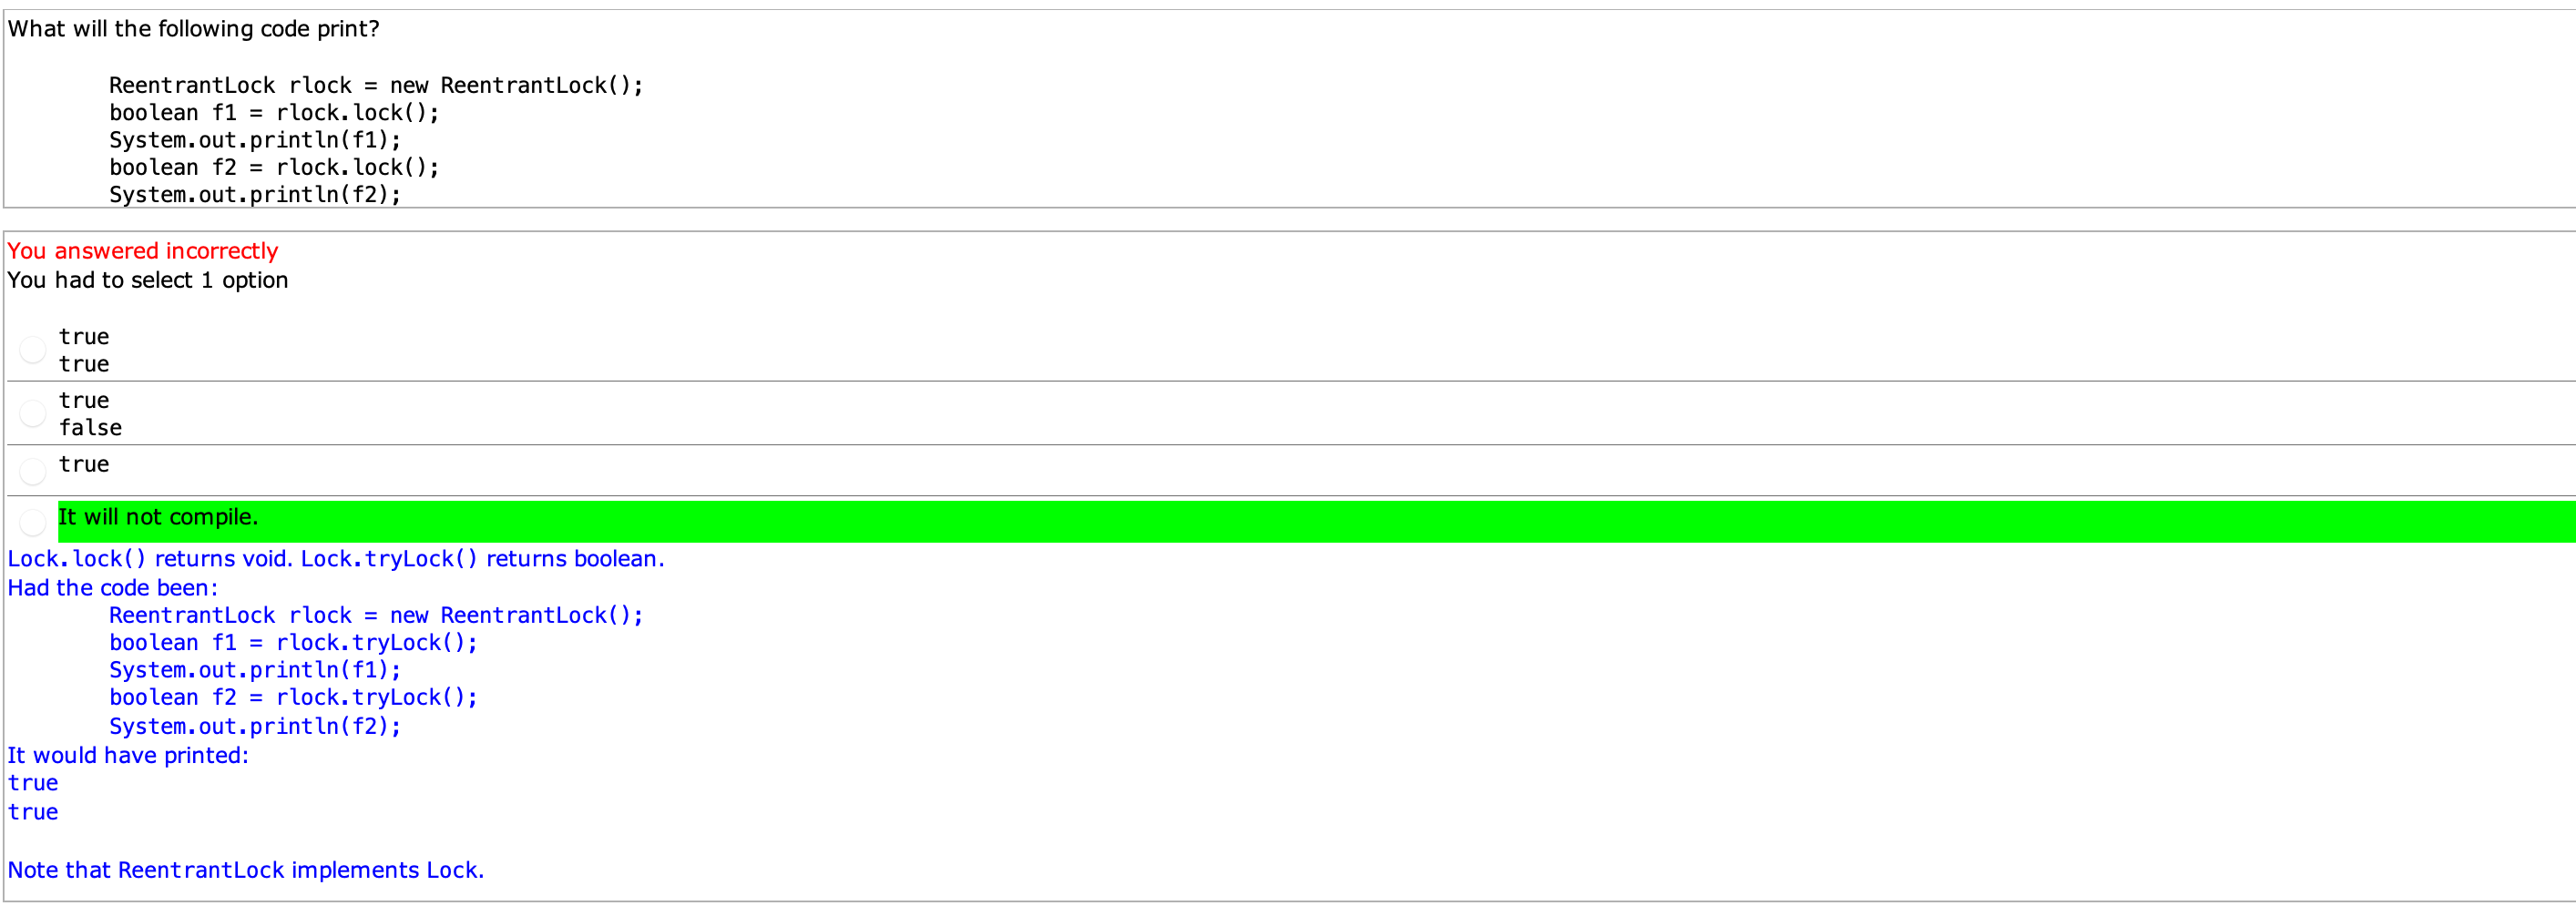 What will the following code print?
ReentrantLock rlock = new ReentrantLock();
boolean f1 = rlock.lock();
System.out.println(f1);
boolean f2 = rlock.lock();
System.out.println(f2);
You answered incorrectly
You had to select 1 option
true
true
true
false
true
It will not compile.
Lock.lock() returns void. Lock.tryLock() returns boolean.
Had the code been:
ReentrantLock rlock = new ReentrantLock();
boolean f1 = rlock.tryLock();
System.out.println(f1);
boolean f2 = rlock.tryLock();
System.out.println(f2);
It would have printed:
true
true
Note that ReentrantLock implements Lock.